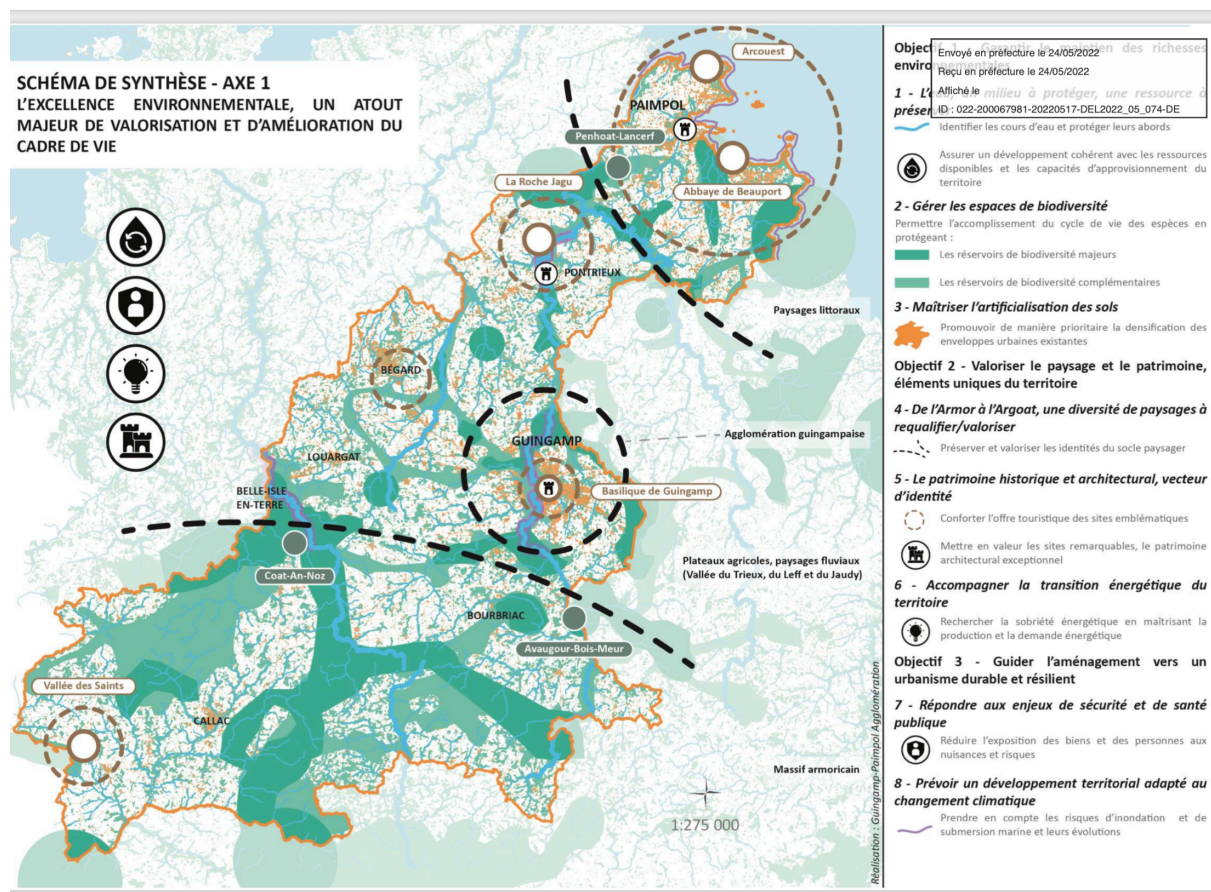 SCHÉMA DE SYNTHÈSE - AXE 1
L'EXCELLENCE ENVIRONNEMENTALE, UN ATOUT
MAJEUR DE VALORISATION ET D'AMÉLIORATION DU
CADRE DE VIE
Arcouest
PAIMPOL
Penhoat-Lancerf
La Roche Jagu
Abbaye de Beauport
PONTRIEUX
Paysages littoraux
BÉGARD
GUINGAMP
Agglomération guingampaise
LOUARGAT
BELLE-ISLE
EN-TERRE
Basilique de Guingamp
Coat-An-Noz
Plateaux agricoles, paysages fluviaux
(Vallée du Trieux, du Leff et du Jaudy)
BOURBRIAC
Avaugour-Bois-Meur
Vallée des Saints
CALLAC
Massif armoricain
1:275 000
Réalisation : Guingamp-Paimpol Agglomération
Envoyé en préfecture le 24/05/2022
Reçu en préfecture le 24/05/2022
Affiché le
ID : 022-200067981-20220517-DEL2022_05_074-DE
Objectif 1 - Garantir le maintien des richesses
environnementales
1 - L'eau, un milieu à protéger, une ressource à
Identifier les cours d'eau et protéger leurs abords
Assurer un développement cohérent avec les ressources
disponibles et les capacités d'approvisionnement du
territoire
2 - Gérer les espaces de biodiversité
Permettre l'accomplissement du cycle de vie des espèces en
protégeant :
Les réservoirs de biodiversité majeurs
Les réservoirs de biodiversité complémentaires
3 - Maîtriser l'artificialisation des sols
Promouvoir de manière prioritaire la densification des
enveloppes urbaines existantes
Objectif 2 - Valoriser le paysage et le patrimoine,
éléments uniques du territoire
4 - De l'Armor à l'Argoat, une diversité de paysages à
requalifier/valoriser
Préserver et valoriser les identités du socle paysager
5 - Le patrimoine historique et architectural, vecteur
d'identité
Conforter l'offre touristique des sites emblématiques
Mettre en valeur les sites remarquables, le patrimoine
architectural exceptionnel
6 - Accompagner la transition énergétique du
territoire
Rechercher la sobriété énergétique en maîtrisant la
production et la demande énergétique
Objectif 3 - Guider l'aménagement vers un
urbanisme durable et résilient
7 - Répondre aux enjeux de sécurité et de santé
publique
Réduire l'exposition des biens et des personnes aux
nuisances et risques
8 - Prévoir un développement territorial adapté au
changement climatique
Prendre en compte les risques d'inondation et de
submersion marine et leurs évolutions